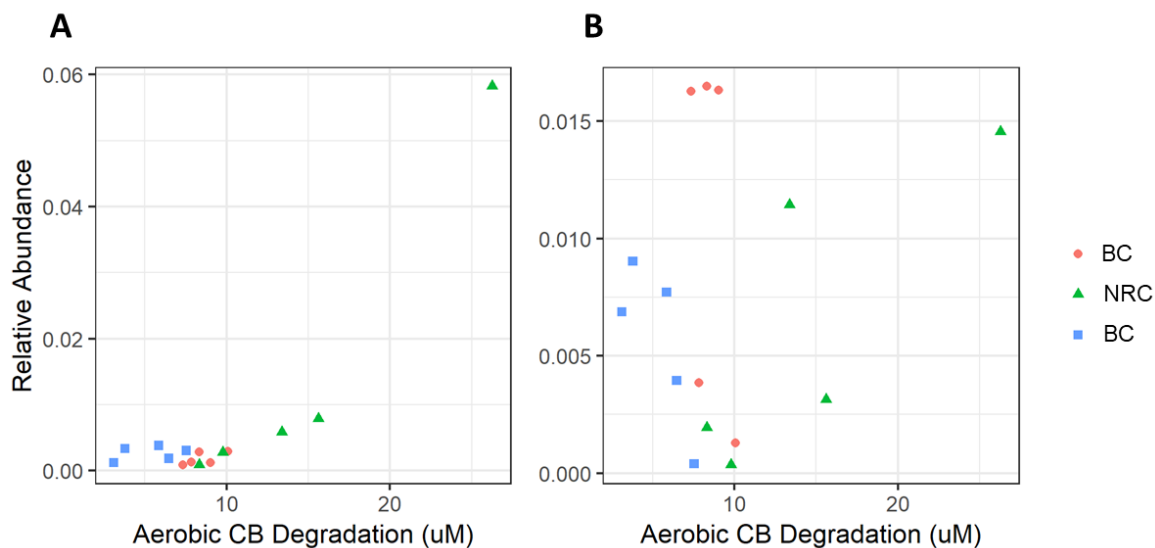 A
B
Relative Abundance
0.06
0.04
0.02
0.00
10
20
Aerobic CB Degradation (uM)
0.015
0.010
0.005
0.000
10
20
Aerobic CB Degradation (uM)
BC
NRC
BC